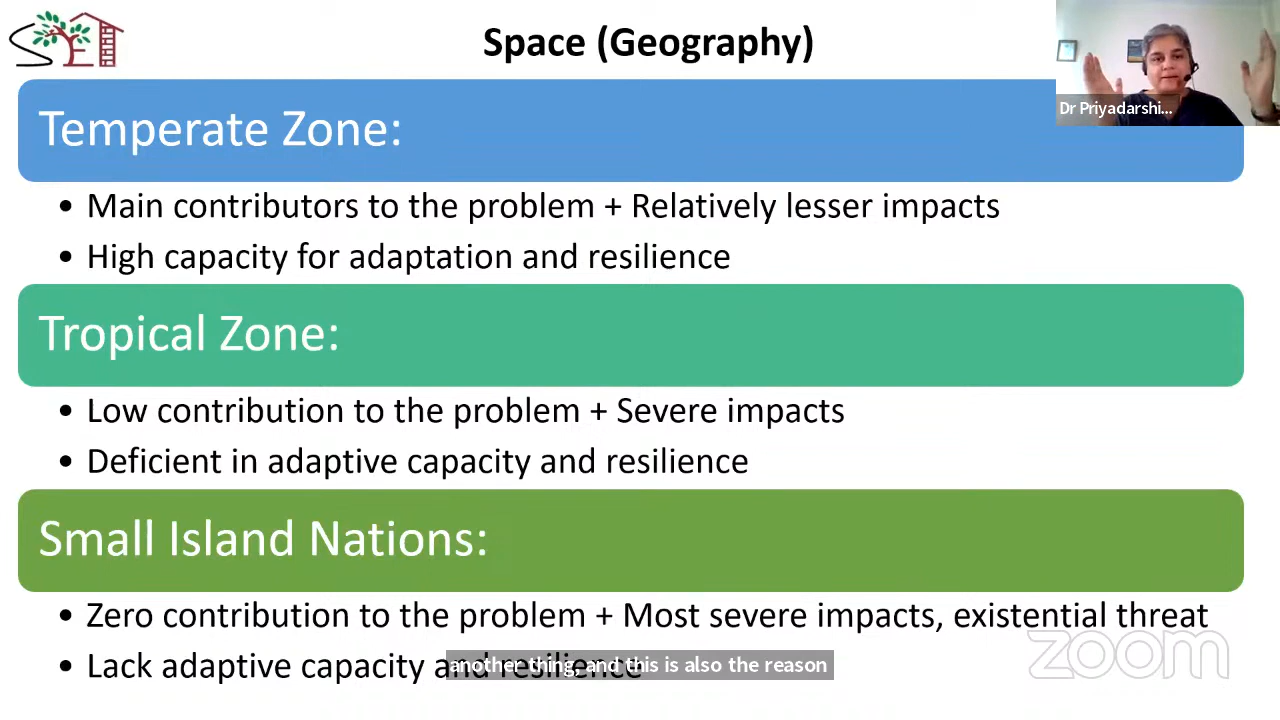 Space (Geography)
Dr Priyadarshi...
Temperate Zone:
• Main contributors to the problem + Relatively lesser impacts
• High capacity for adaptation and resilience
Tropical Zone:
• Low contribution to the problem + Severe impacts
• Deficient in adaptive capacity and resilience
Small Island Nations:
• Zero contribution to the problem + Most severe impacts, existential threat
• Lack adaptive capacity and resilience
another thing, and this is also the reason
zoom